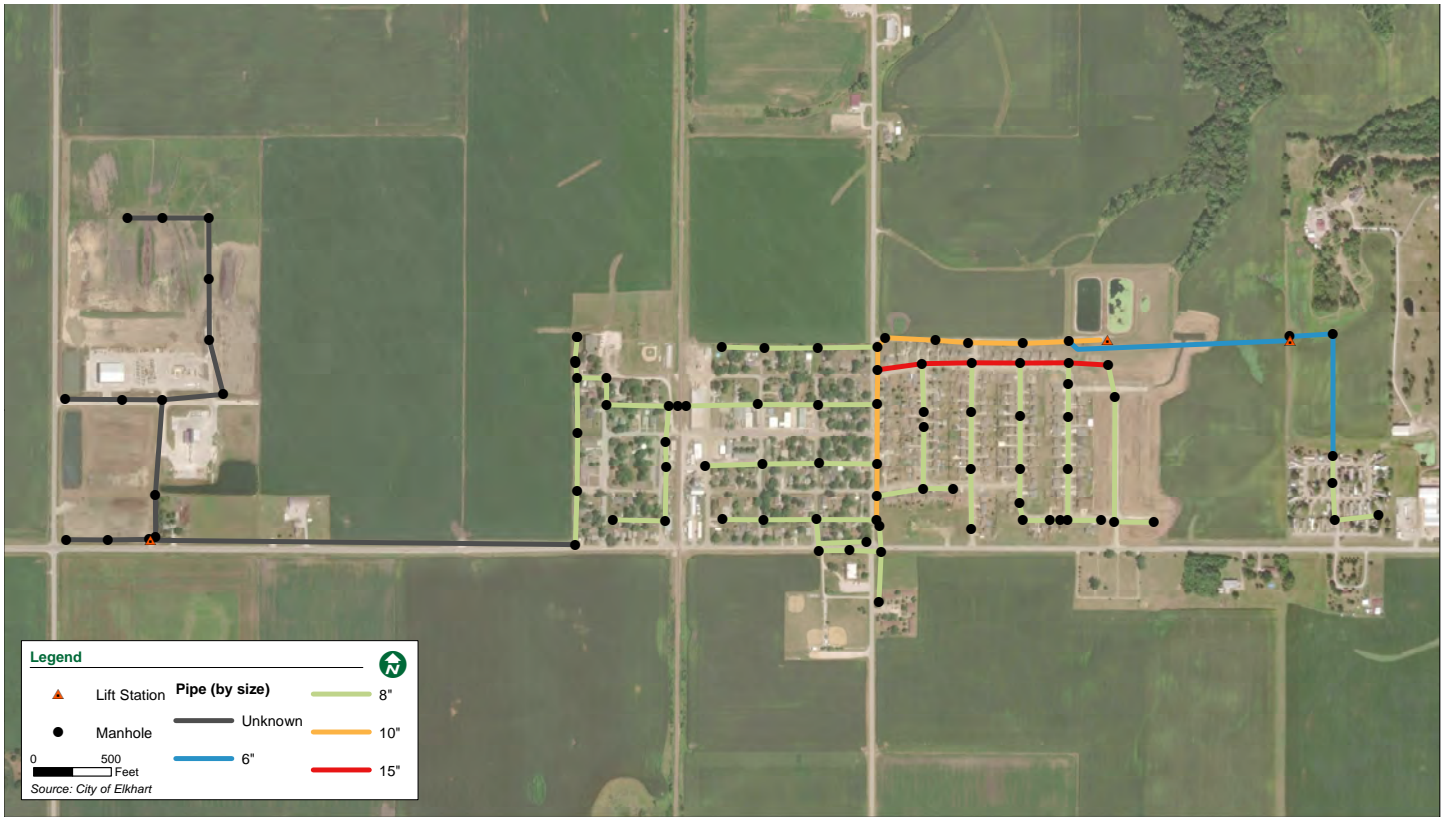 Legend
N
Lift Station
Manhole
0 500
Feet
Source: City of Elkhart
Pipe (by size)
Unknown
6"
8"
10"
15"